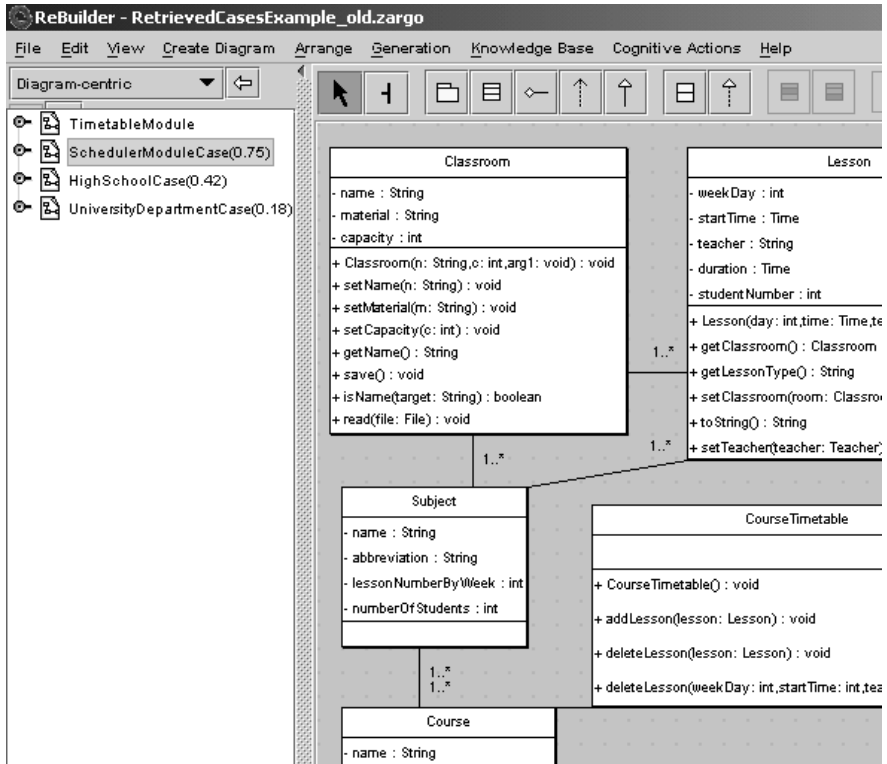 ReBuilder - RetrievedCasesExample_old.zargo
File Edit View Create Diagram Arrange Generation Knowledge Base Cognitive Actions Help
Diagram-centric
TimetableModule
SchedulerModuleCase(0.75)
HighSchoolCase(0.42)
UniversityDepartmentCase(0.18)
Classroom
- name : String
- material : String
- capacity : int
+ Classroom(n: String,c: int,arg1: void) : void
+ setName(n: String) : void
+ setMaterial(m: String) : void
+ setCapacity(c: int) : void
+ getName() : String
+ save() : void
+ isName(target: String) : boolean
+ read(file: File) : void
Lesson
- weekDay : int
- startTime : Time
- teacher : String
- duration : Time
- studentNumber : int
+ Lesson(day: int,time: Time,te
+ getClassroom() : Classroom
+ getLessonType() : String
+ setClassroom(room: Classroo
+ toString() : String
+ setTeacher(teacher: Teacher)
1..*
1..*
1..*
Subject
- name : String
- abbreviation : String
- lessonNumberByWeek : int
- numberOfStudents : int
CourseTimetable
+ CourseTimetable() : void
+ addLesson(lesson: Lesson) : void
+ deleteLesson(lesson: Lesson) : void
+ deleteLesson(weekDay: int,startTime: int,tea
1..*
1..*
Course
- name : String